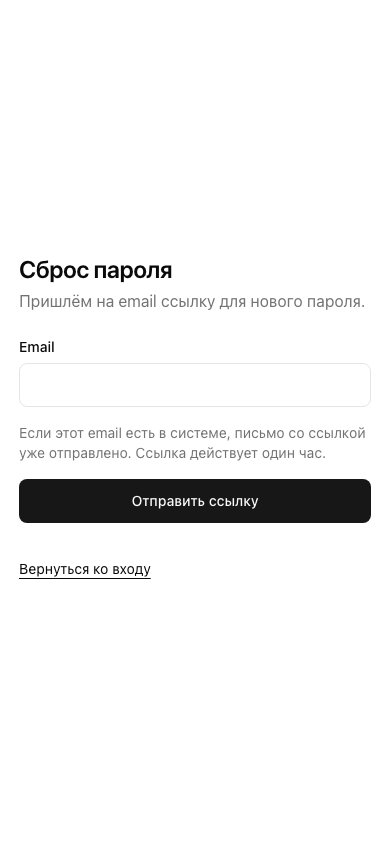 Сброс пароля
Пришлём на email ссылку для нового пароля.
Email
Если этот email есть в системе, письмо со ссылкой
уже отправлено. Ссылка действует один час.
Отправить ссылку
Вернуться ко входу